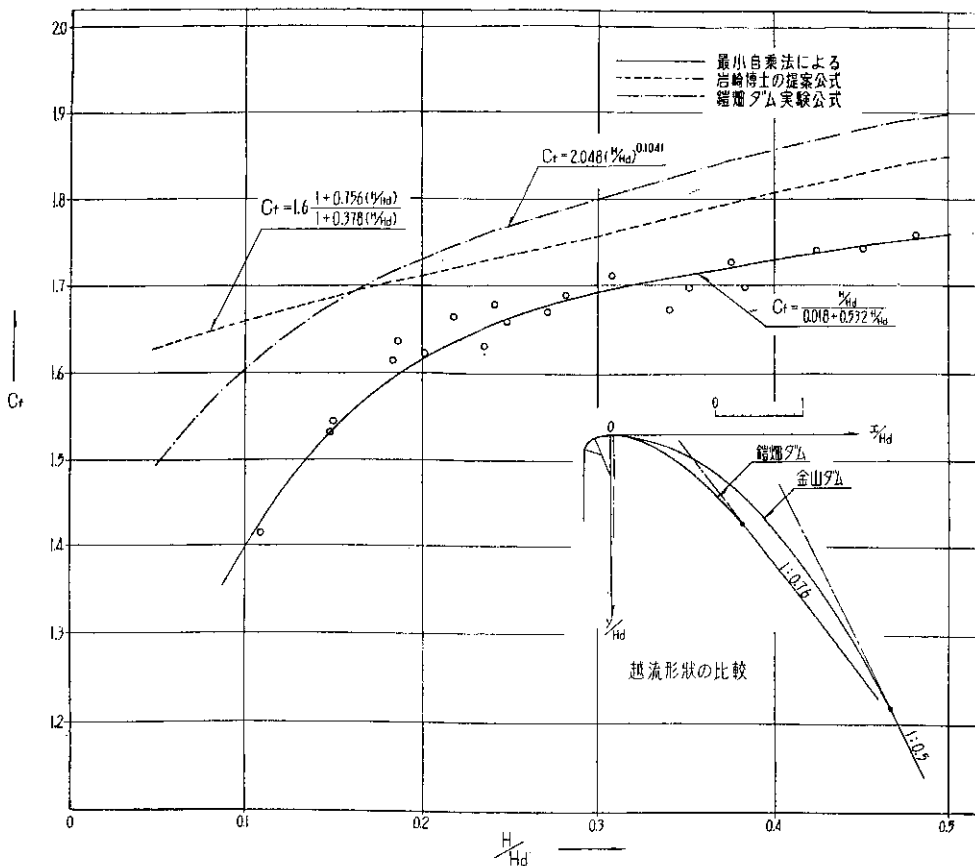 2.0
1.9
1.8
1.7
1.6
1.5
1.4
1.3
1.2
Cf
最小自乗法による
岩崎博士の提案公式
鎧畑ダム実験公式
Cf=2.048(H/Hd)^0.1041
Cf=1.6 1+0.756(H/Hd)/1+0.378(H/Hd)
Cf= H/Hd / 0.018+0.532 H/Hd
0 1
0 x/Hd
鎧畑ダム
金山ダム
1:0.76
y/Hd
越流形狀の比較
1:0.5
0 0.1 0.2 0.3 0.4 0.5
H/Hd